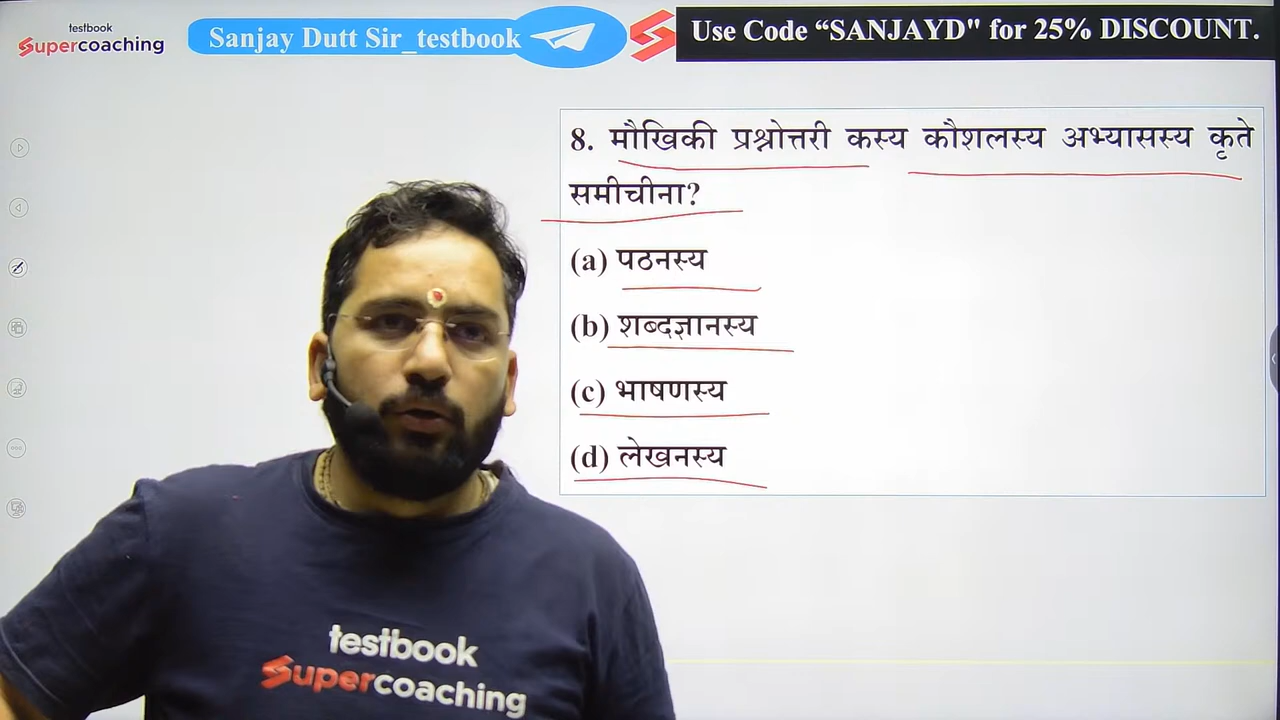 testbook
Supercoaching
Sanjay Dutt Sir_testbook
Use Code “SANJAYD" for 25% DISCOUNT.
8. मौखिकी प्रश्नोत्तरी कस्य कौशलस्य अभ्यासस्य कृते
समीचीना?
(a) पठनस्य
(b) शब्दज्ञानस्य
(c) भाषणस्य
(d) लेखनस्य
testbook
Supercoaching